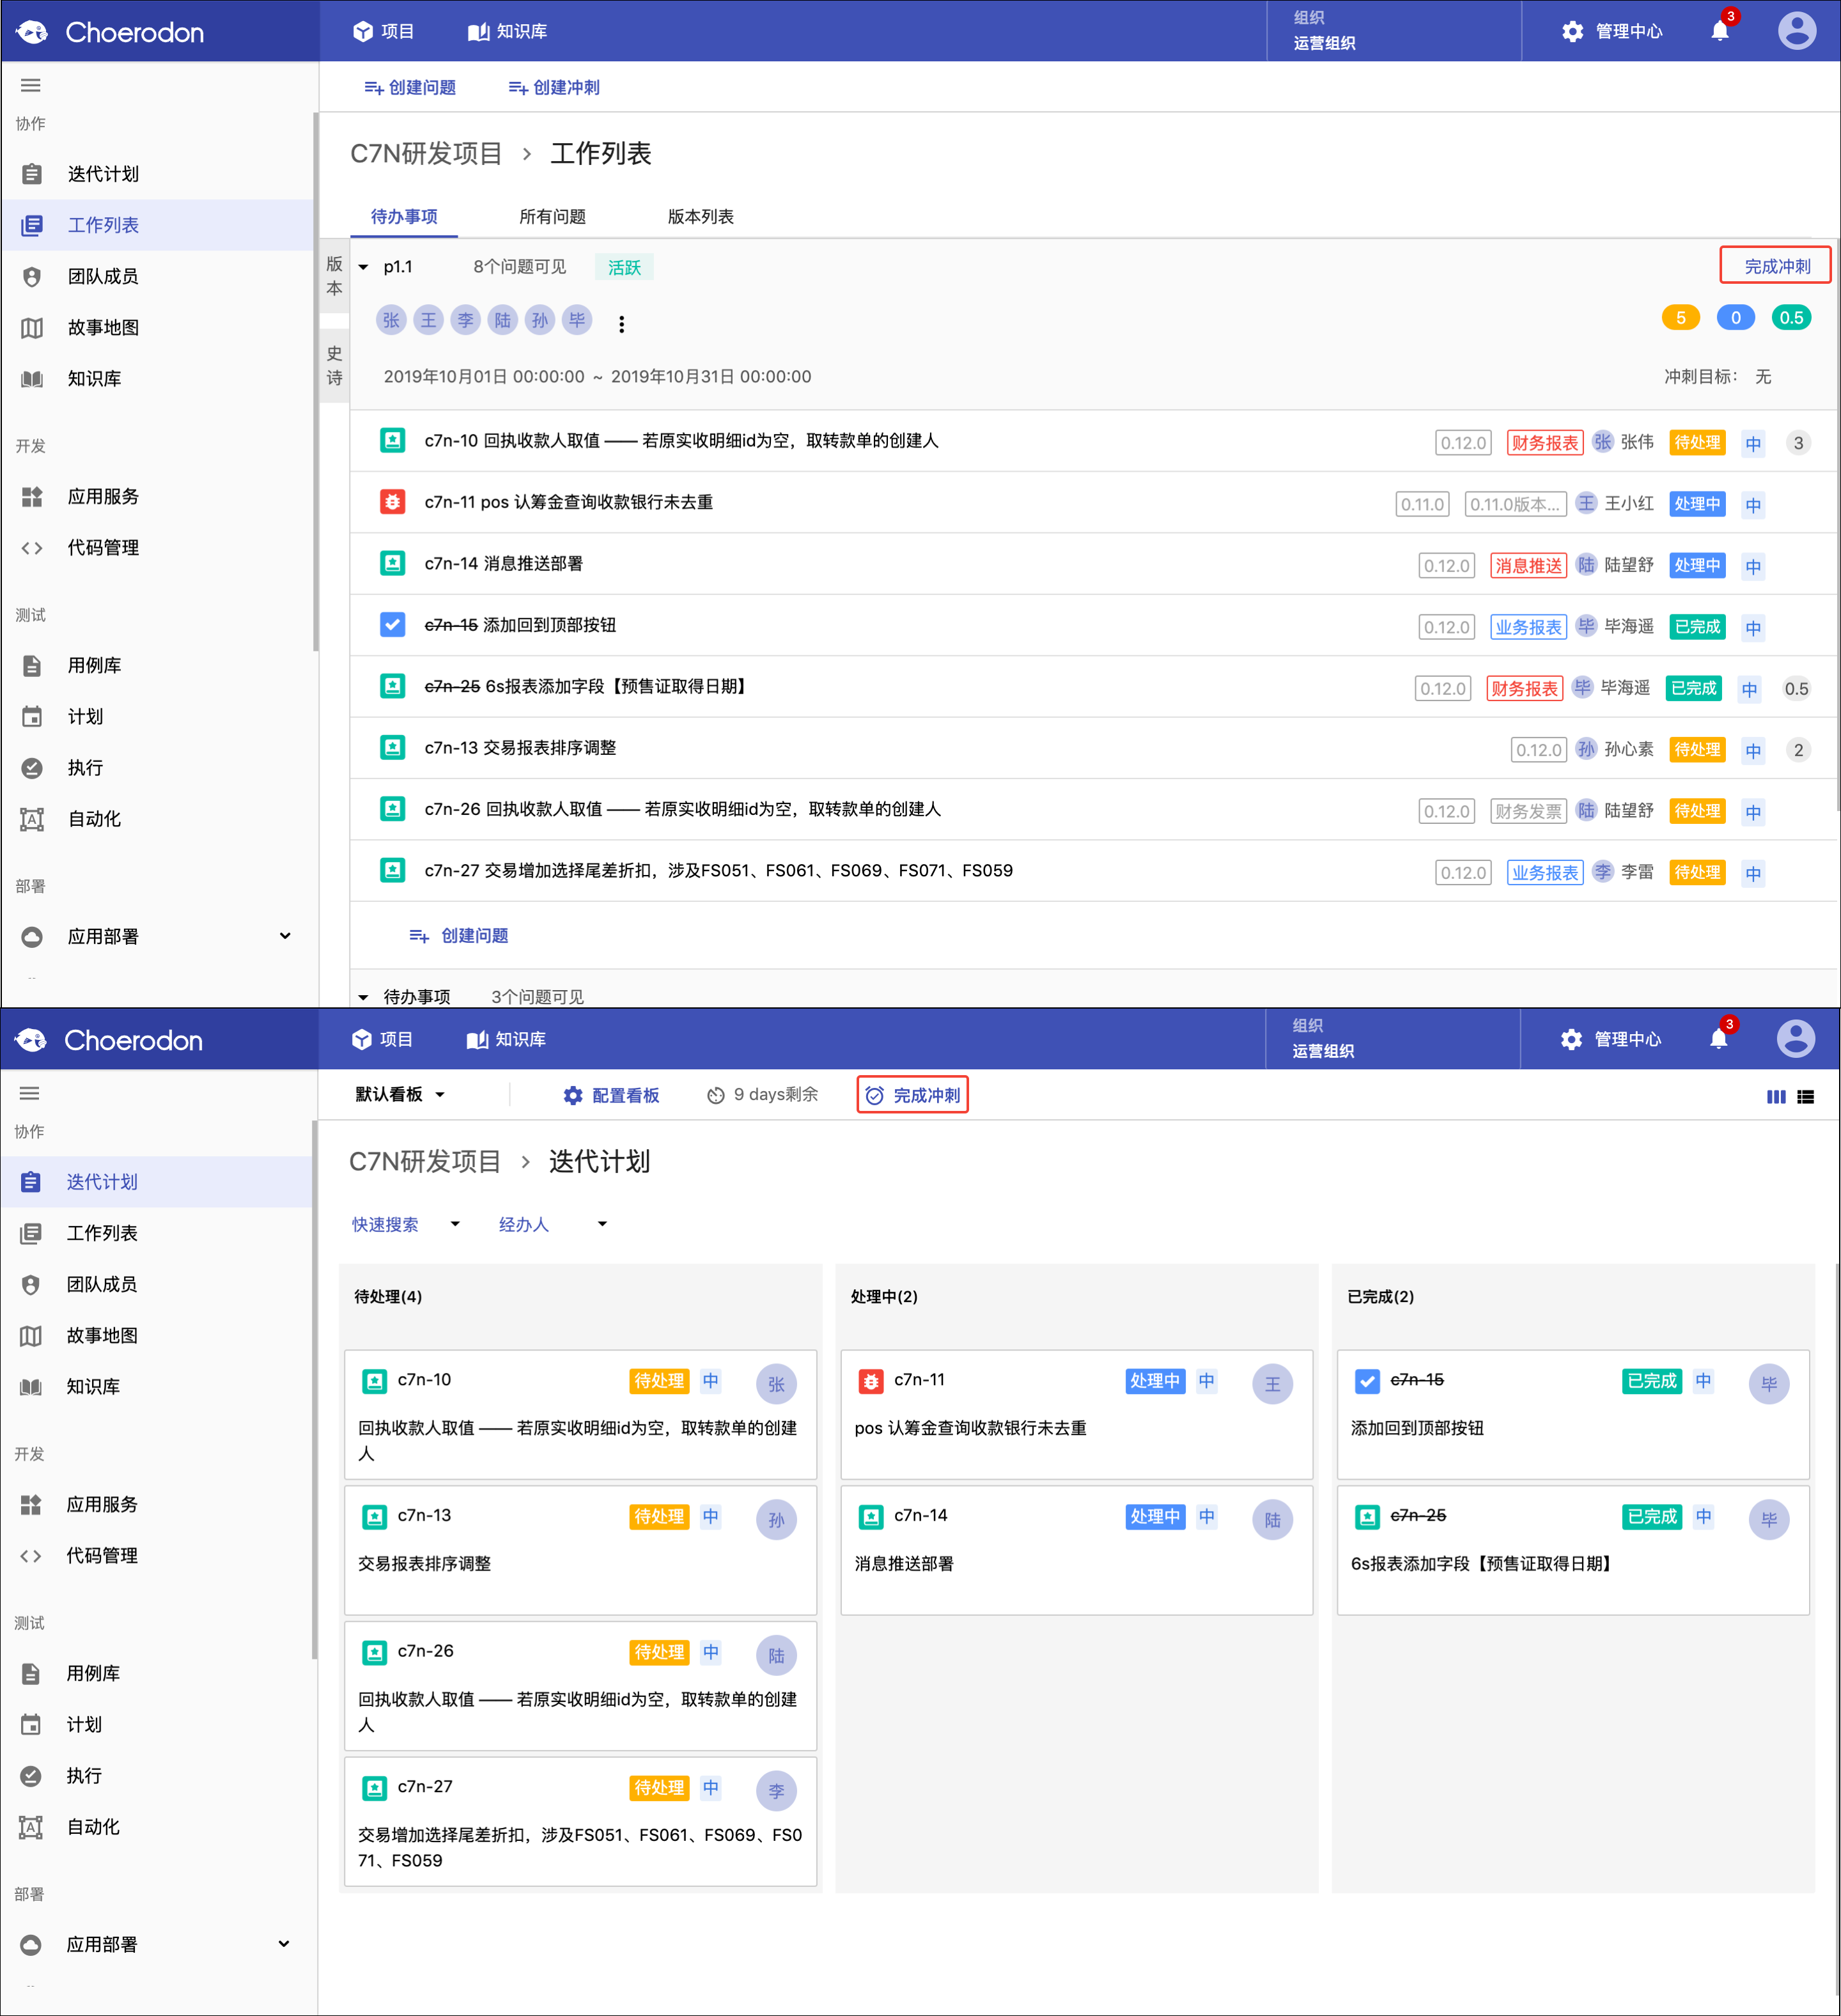 Choerodon
项目
知识库
组织
运营组织
管理中心
3
创建问题
创建冲刺
协作
迭代计划
工作列表
团队成员
故事地图
知识库
开发
应用服务
代码管理
测试
用例库
计划
执行
自动化
部署
应用部署
C7N研发项目 › 工作列表
待办事项
所有问题
版本列表
版本
史诗
p1.1 8个问题可见 活跃 完成冲刺
张 王 李 陆 孙 毕 5 0 0.5
2019年10月01日 00:00:00 ~ 2019年10月31日 00:00:00 冲刺目标： 无
c7n-10 回执收款人取值 —— 若原实收明细id为空，取转款单的创建人 0.12.0 财务报表 张 张伟 待处理 中 3
c7n-11 pos 认筹金查询收款银行未去重 0.11.0 0.11.0版本... 王 王小红 处理中 中
c7n-14 消息推送部署 0.12.0 消息推送 陆 陆望舒 处理中 中
c7n-15 添加回到顶部按钮 0.12.0 业务报表 毕 毕海遥 已完成 中
c7n-25 6s报表添加字段【预售证取得日期】 0.12.0 财务报表 毕 毕海遥 已完成 中 0.5
c7n-13 交易报表排序调整 0.12.0 孙 孙心素 待处理 中 2
c7n-26 回执收款人取值 —— 若原实收明细id为空，取转款单的创建人 0.12.0 财务发票 陆 陆望舒 待处理 中
c7n-27 交易增加选择尾差折扣，涉及FS051、FS061、FS069、FS071、FS059 0.12.0 业务报表 李 李雷 待处理 中
创建问题
待办事项 3个问题可见
Choerodon
项目
知识库
组织
运营组织
管理中心
3
默认看板
配置看板
9 days剩余
完成冲刺
协作
迭代计划
工作列表
团队成员
故事地图
知识库
开发
应用服务
代码管理
测试
用例库
计划
执行
自动化
部署
应用部署
C7N研发项目 › 迭代计划
快速搜索
经办人
待处理(4)
c7n-10 待处理 中 张
回执收款人取值 —— 若原实收明细id为空，取转款单的创建
人
c7n-13 待处理 中 孙
交易报表排序调整
c7n-26 待处理 中 陆
回执收款人取值 —— 若原实收明细id为空，取转款单的创建
人
c7n-27 待处理 中 李
交易增加选择尾差折扣，涉及FS051、FS061、FS069、FS0
71、FS059
处理中(2)
c7n-11 处理中 中 王
pos 认筹金查询收款银行未去重
c7n-14 处理中 中 陆
消息推送部署
已完成(2)
c7n-15 已完成 中 毕
添加回到顶部按钮
c7n-25 已完成 中 毕
6s报表添加字段【预售证取得日期】